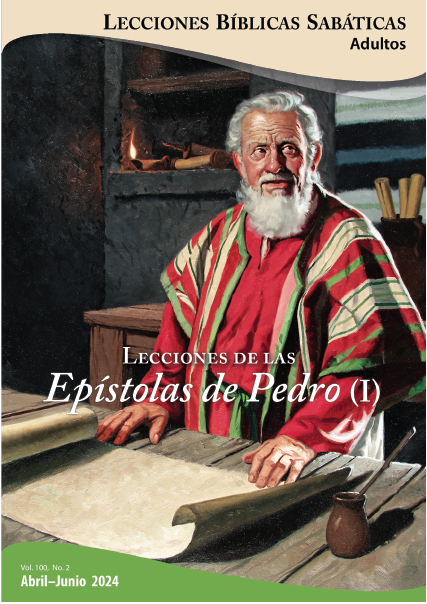 Lecciones Bíblicas Sabáticas
Adultos
Lecciones de las
Epístolas de Pedro (I)
Vol. 100, No. 2
Abril–Junio 2024